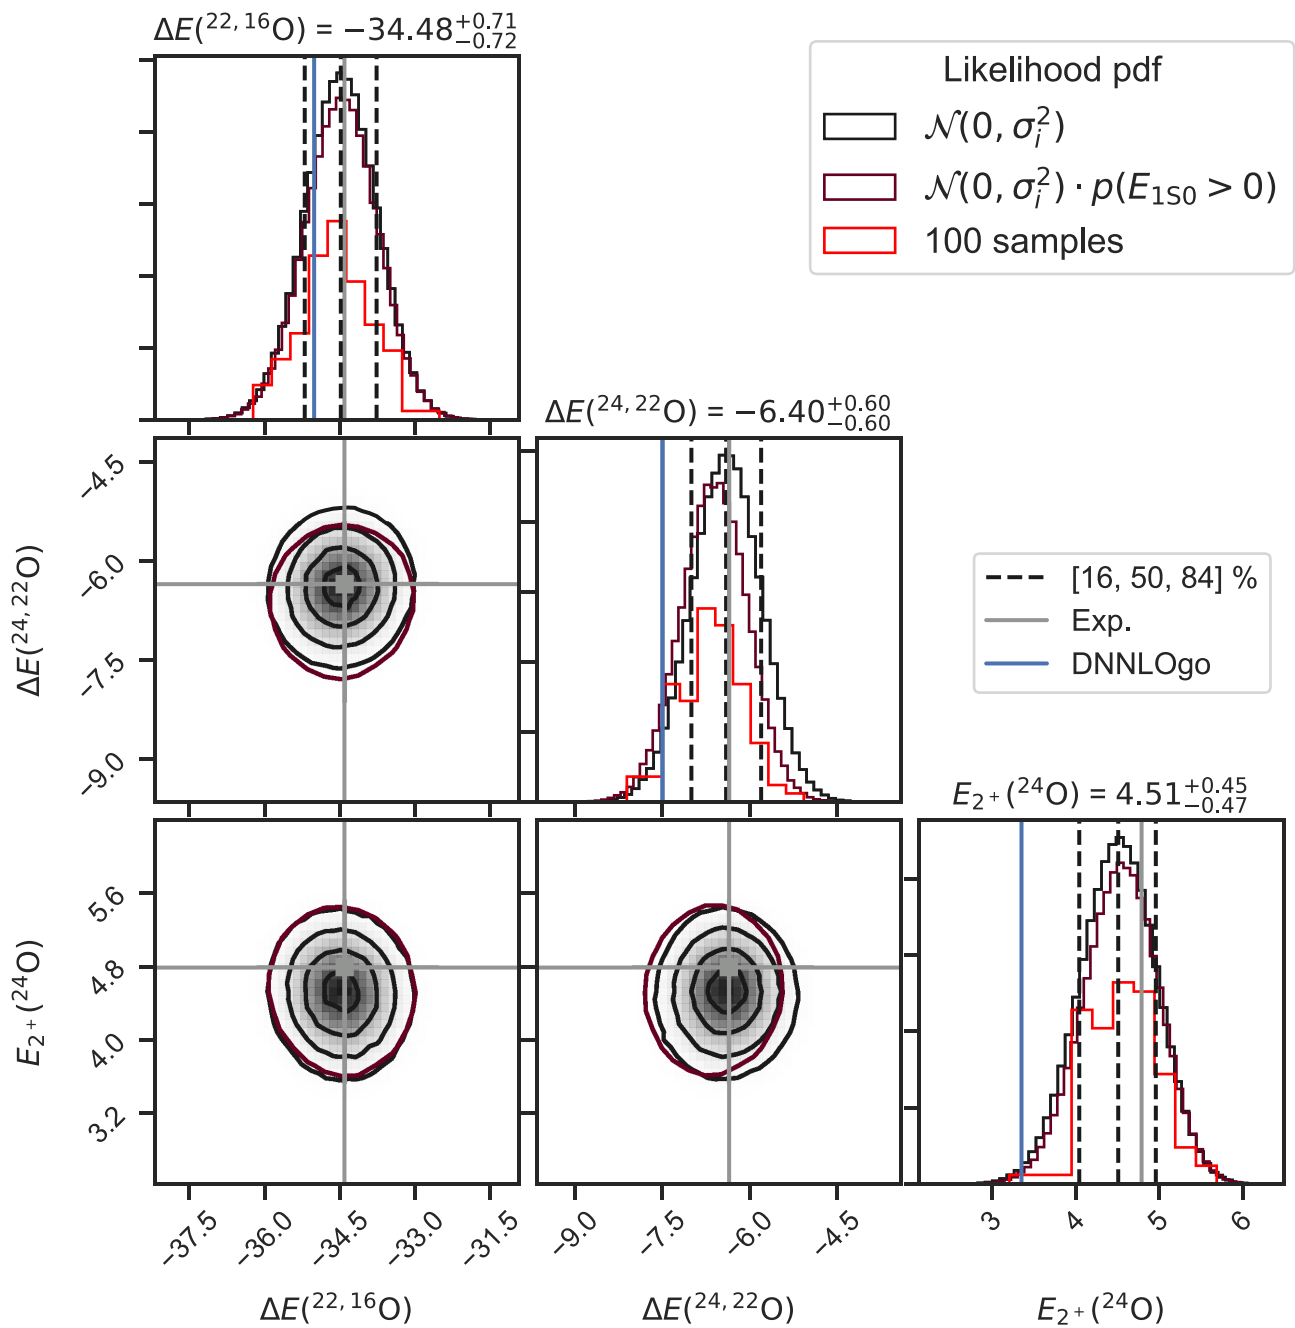 ΔE(²²,¹⁶O) = −34.48 +0.71 −0.72
Likelihood pdf
𝒩(0, σᵢ²)
𝒩(0, σᵢ²) · p(E₁S0 > 0)
100 samples
ΔE(²⁴,²²O) = −6.40 +0.60 −0.60
−4.5
−6.0
−7.5
−9.0
ΔE(²⁴,²²O)
[16, 50, 84] %
Exp.
DNNLOgo
E₂⁺(²⁴O) = 4.51 +0.45 −0.47
5.6
4.8
4.0
3.2
E₂⁺(²⁴O)
−37.5 −36.0 −34.5 −33.0 −31.5
−9.0 −7.5 −6.0 −4.5
3 4 5 6
ΔE(²²,¹⁶O)
ΔE(²⁴,²²O)
E₂⁺(²⁴O)